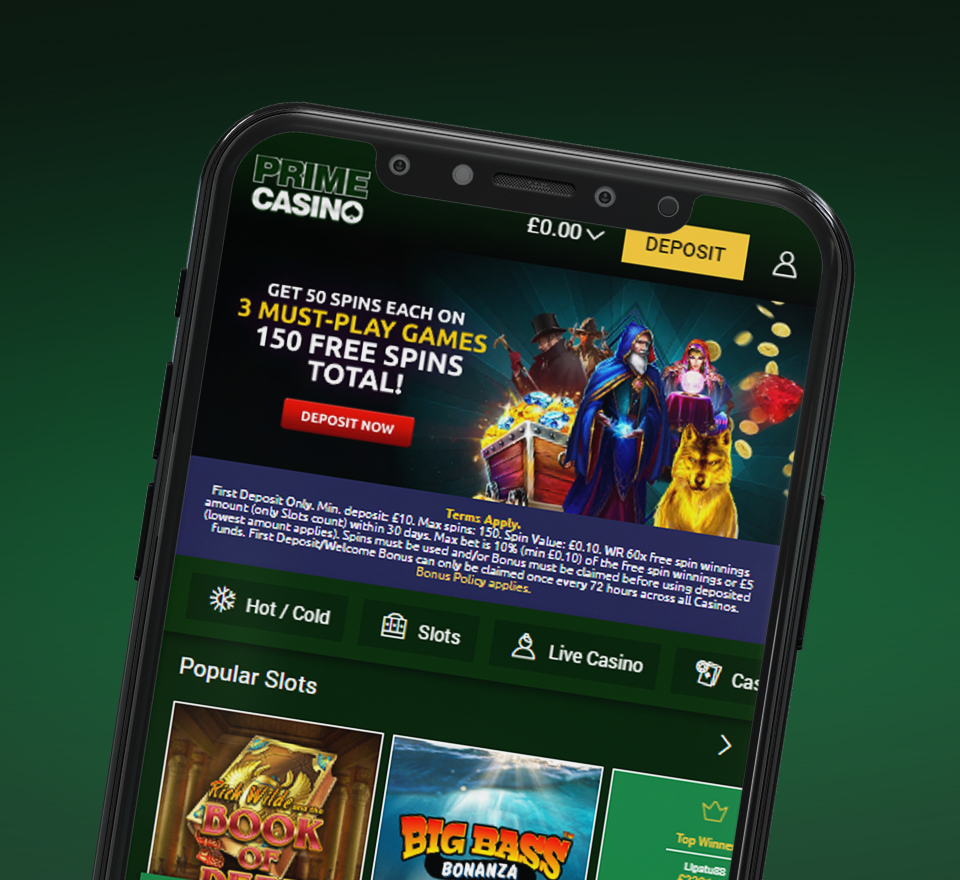 PRIME
CASINO
£0.00
DEPOSIT
GET 50 SPINS EACH ON
3 MUST-PLAY GAMES
150 FREE SPINS
TOTAL!
DEPOSIT NOW
Terms Apply.
First Deposit Only. Min. deposit: £10. Max spins: 150. Spin Value: £0.10. WR 60x free spin winnings
amount (only Slots count) within 30 days. Max bet is 10% (min £0.10) of the free spin winnings or £5
(lowest amount applies). Spins must be used and/or Bonus must be claimed before using deposited
funds. First Deposit/Welcome Bonus can only be claimed once every 72 hours across all Casinos.
Bonus Policy applies.
Hot / Cold
Slots
Live Casino
Cas
Popular Slots
Rich Wilde and the
BOOK
OF
BIG BASS
BONANZA
Top Winne
Lipstu88